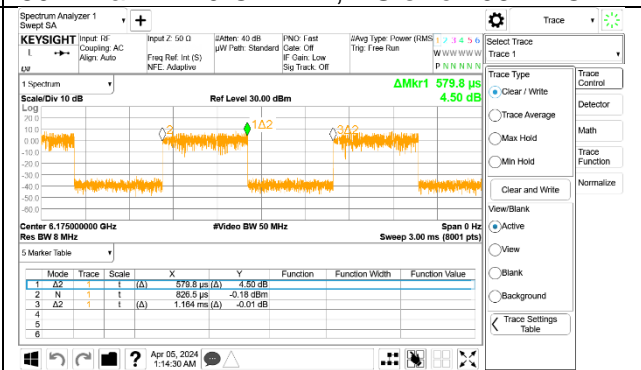 Spectrum Analyzer 1
Swept SA
Trace
KEYSIGHT Input: RF Input Z: 50 Ω #Atten: 40 dB PNO: Fast #Avg Type: Power (RMS 1 2 3 4 5 6
L Coupling: AC µW Path: Standard Gate: Off Trig: Free Run W W W W W W
Align: Auto Freq Ref: Int (S) IF Gain: Low
NFE: Adaptive Sig Track: Off P N N N N N
1 Spectrum
ΔMkr1 579.8 µs
Scale/Div 10 dB Ref Level 30.00 dBm 4.50 dB
Log
20.0
10.0
0.00
-10.0
-20.0
-30.0
-40.0
-50.0
-60.0
2
1Δ2
3Δ2
Center 6.175000000 GHz #Video BW 50 MHz Span 0 Hz
Res BW 8 MHz Sweep 3.00 ms (8001 pts)
5 Marker Table
Mode Trace Scale X Y Function Function Width Function Value
1 Δ2 1 t (Δ) 579.8 µs (Δ) 4.50 dB
2 N 1 t 826.5 µs -0.18 dBm
3 Δ2 1 t (Δ) 1.164 ms (Δ) -0.01 dB
4
5
6
Apr 05, 2024
1:14:30 AM
?
Select Trace
Trace 1
Trace Type
Clear / Write
Trace Average
Max Hold
Min Hold
Clear and Write
View/Blank
Active
View
Blank
Background
Trace Settings
Table
Trace
Control
Detector
Math
Trace
Function
Normalize